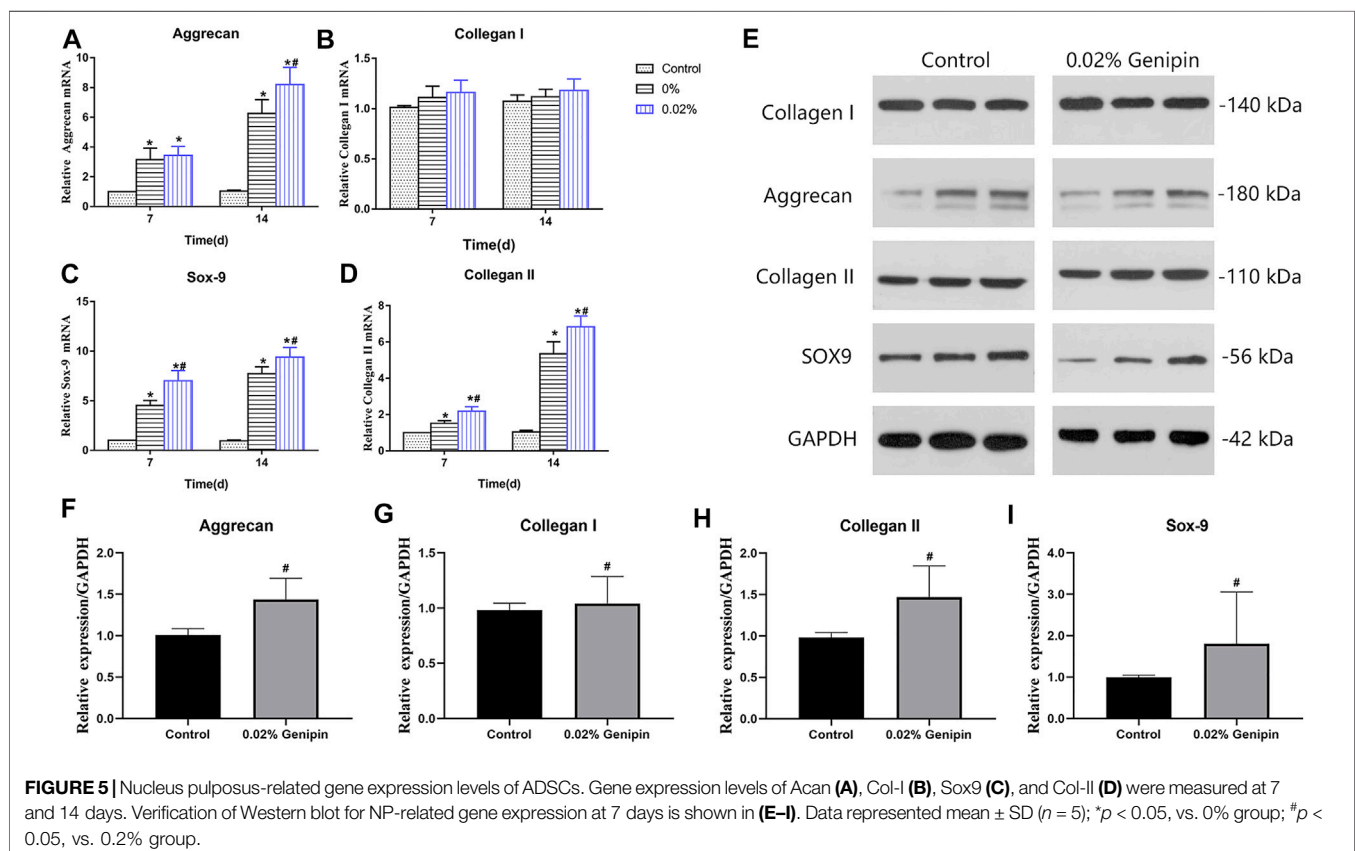 A
Aggrecan
Relative Aggrecan mRNA
10
8
6
4
2
0
*
*
*
*#
7
14
Time(d)
B
Collegan I
Relative Collegan I mRNA
1.5
1.0
0.5
0.0
7
14
Time(d)
Control
0%
0.02%
C
Sox-9
Relative Sox-9 mRNA
15
10
5
0
*
*#
*
*#
7
14
Time(d)
D
Collegan II
Relative Collegan II mRNA
8
6
4
2
0
*
*#
*
*#
7
14
Time(d)
E
Control
0.02% Genipin
Collagen I
-140 kDa
Aggrecan
-180 kDa
Collagen II
-110 kDa
SOX9
-56 kDa
GAPDH
-42 kDa
F
Aggrecan
Relative expression/GAPDH
2.0
1.5
1.0
0.5
0.0
#
Control
0.02% Genipin
G
Collegan I
Relative expression/GAPDH
1.5
1.0
0.5
0.0
#
Control
0.02% Genipin
H
Collegan II
Relative expression/GAPDH
2.0
1.5
1.0
0.5
0.0
#
Control
0.02% Genipin
I
Sox-9
Relative expression/GAPDH
4.0
3.0
2.0
1.0
0.0
#
Control
0.02% Genipin
FIGURE 5 | Nucleus pulposus-related gene expression levels of ADSCs. Gene expression levels of Acan (A), Col-I (B), Sox9 (C), and Col-II (D) were measured at 7
and 14 days. Verification of Western blot for NP-related gene expression at 7 days is shown in (E–I). Data represented mean ± SD (n = 5); *p < 0.05, vs. 0% group; #p <
0.05, vs. 0.2% group.